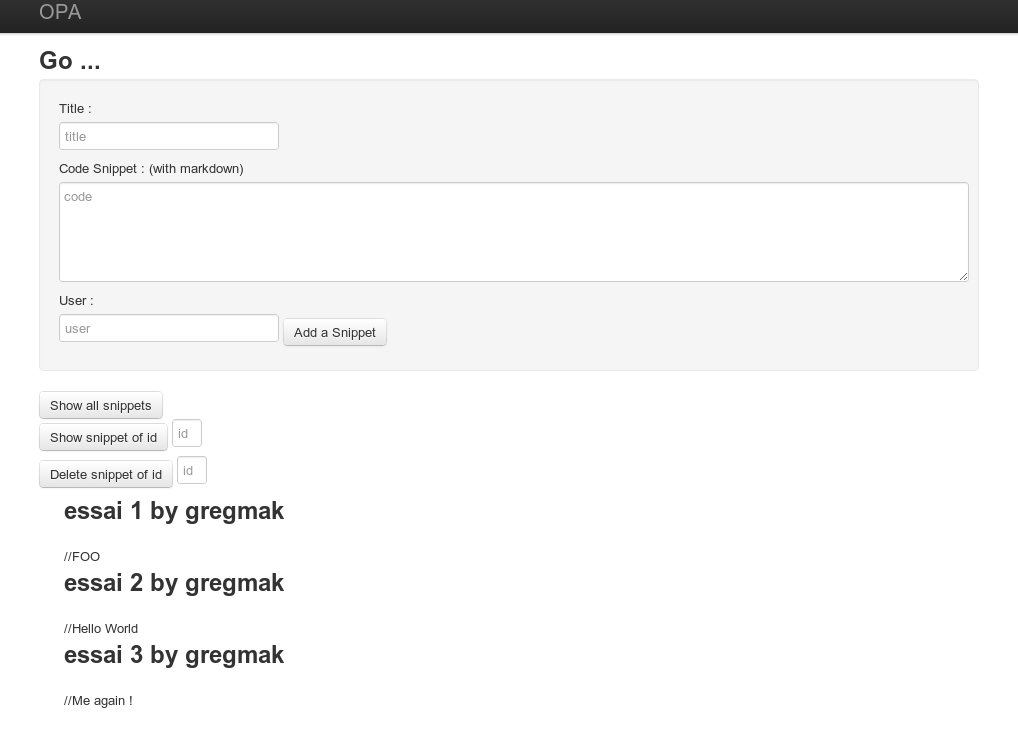 OPA
Go ...
Title :
title
Code Snippet : (with markdown)
code
User :
user Add a Snippet
Show all snippets
Show snippet of id id
Delete snippet of id id
essai 1 by gregmak
//FOO
essai 2 by gregmak
//Hello World
essai 3 by gregmak
//Me again !